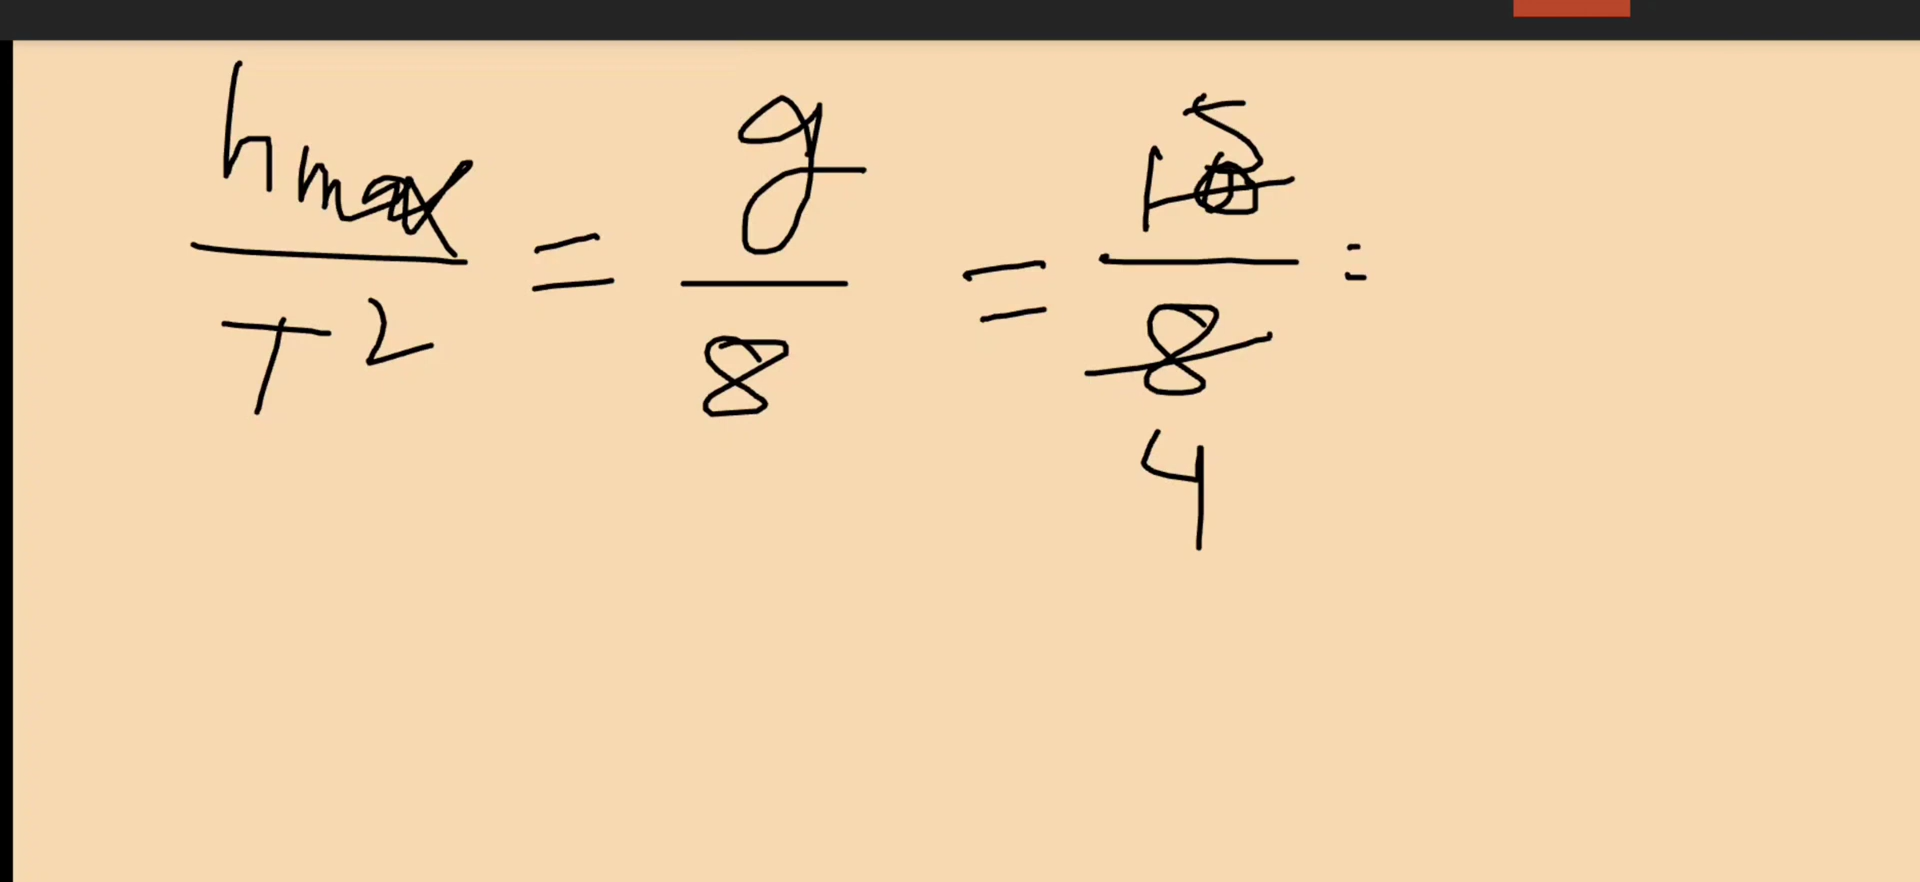 hmax/T² = g/8 = 10/8 =
5
4